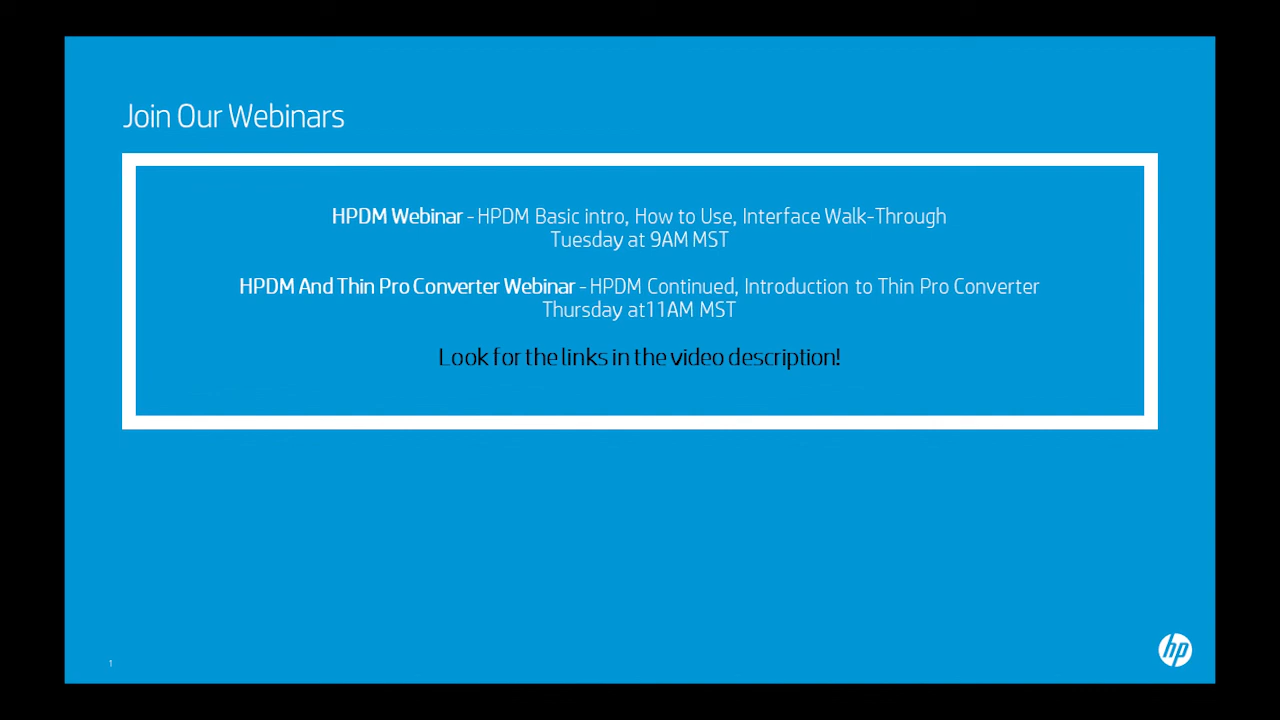 Join Our Webinars
HPDM Webinar - HPDM Basic intro, How to Use, Interface Walk-Through
Tuesday at 9AM MST
HPDM And Thin Pro Converter Webinar - HPDM Continued, Introduction to Thin Pro Converter
Thursday at11AM MST
Look for the links in the video description!
1
hp